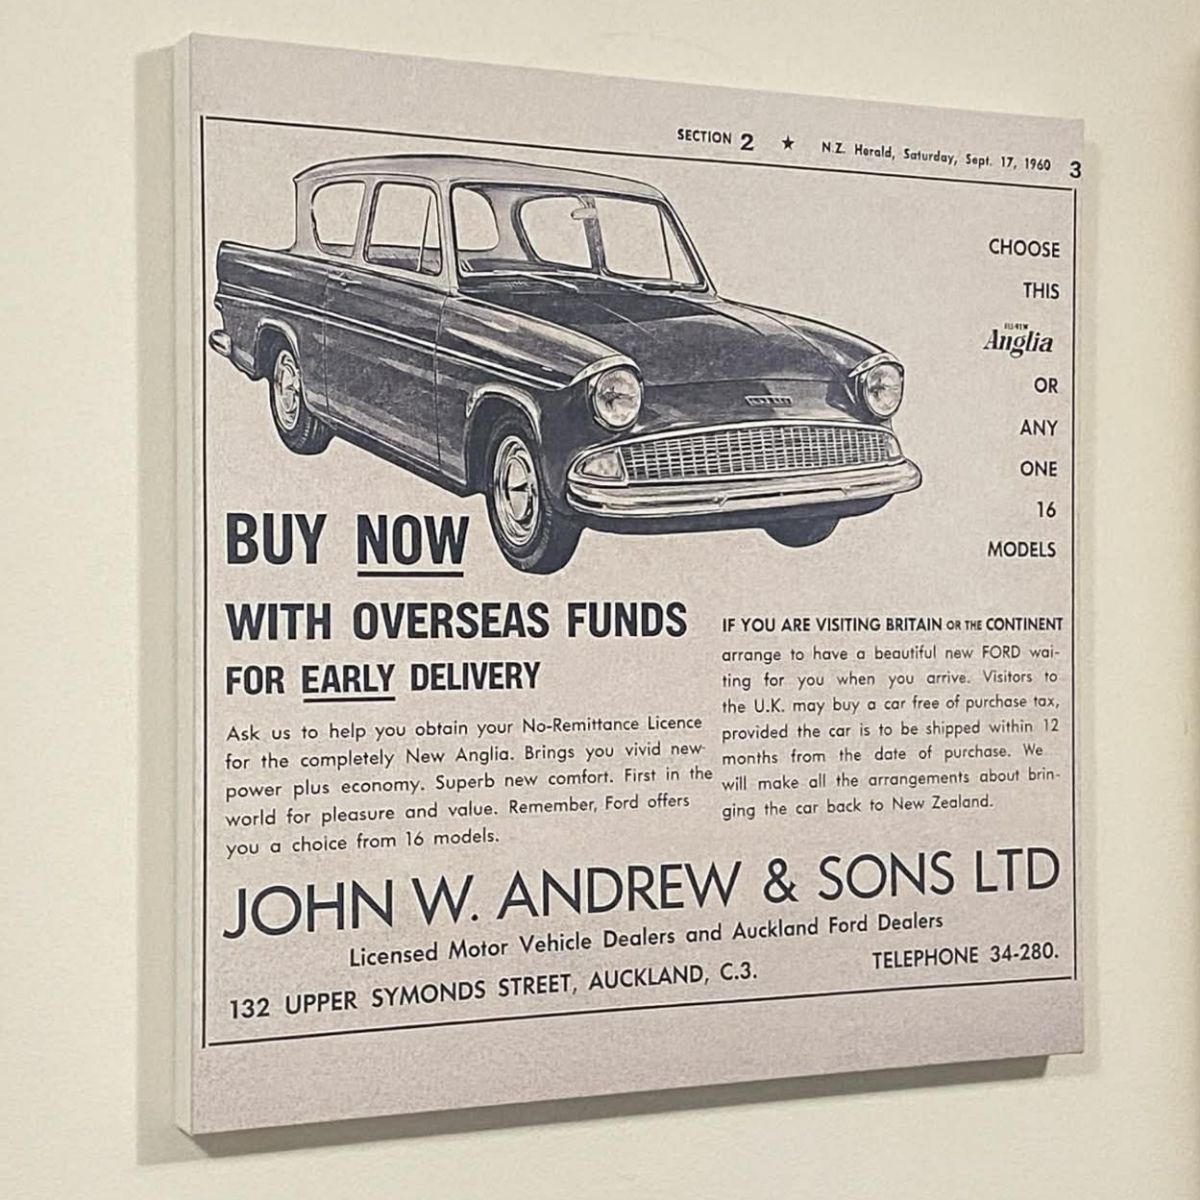 SECTION 2 ★ N.Z. Herald, Saturday, Sept. 17, 1960 3
CHOOSE
THIS
Anglia
OR
ANY
ONE
16
MODELS
BUY NOW
WITH OVERSEAS FUNDS
FOR EARLY DELIVERY
Ask us to help you obtain your No-Remittance Licence
for the completely New Anglia. Brings you vivid new
power plus economy. Superb new comfort. First in the
world for pleasure and value. Remember, Ford offers
you a choice from 16 models.
IF YOU ARE VISITING BRITAIN OR THE CONTINENT
arrange to have a beautiful new FORD wai-
ting for you when you arrive. Visitors to
the U.K. may buy a car free of purchase tax,
provided the car is to be shipped within 12
months from the date of purchase. We
will make all the arrangements about brin-
ging the car back to New Zealand.
JOHN W. ANDREW & SONS LTD
Licensed Motor Vehicle Dealers and Auckland Ford Dealers
132 UPPER SYMONDS STREET, AUCKLAND, C.3. TELEPHONE 34-280.